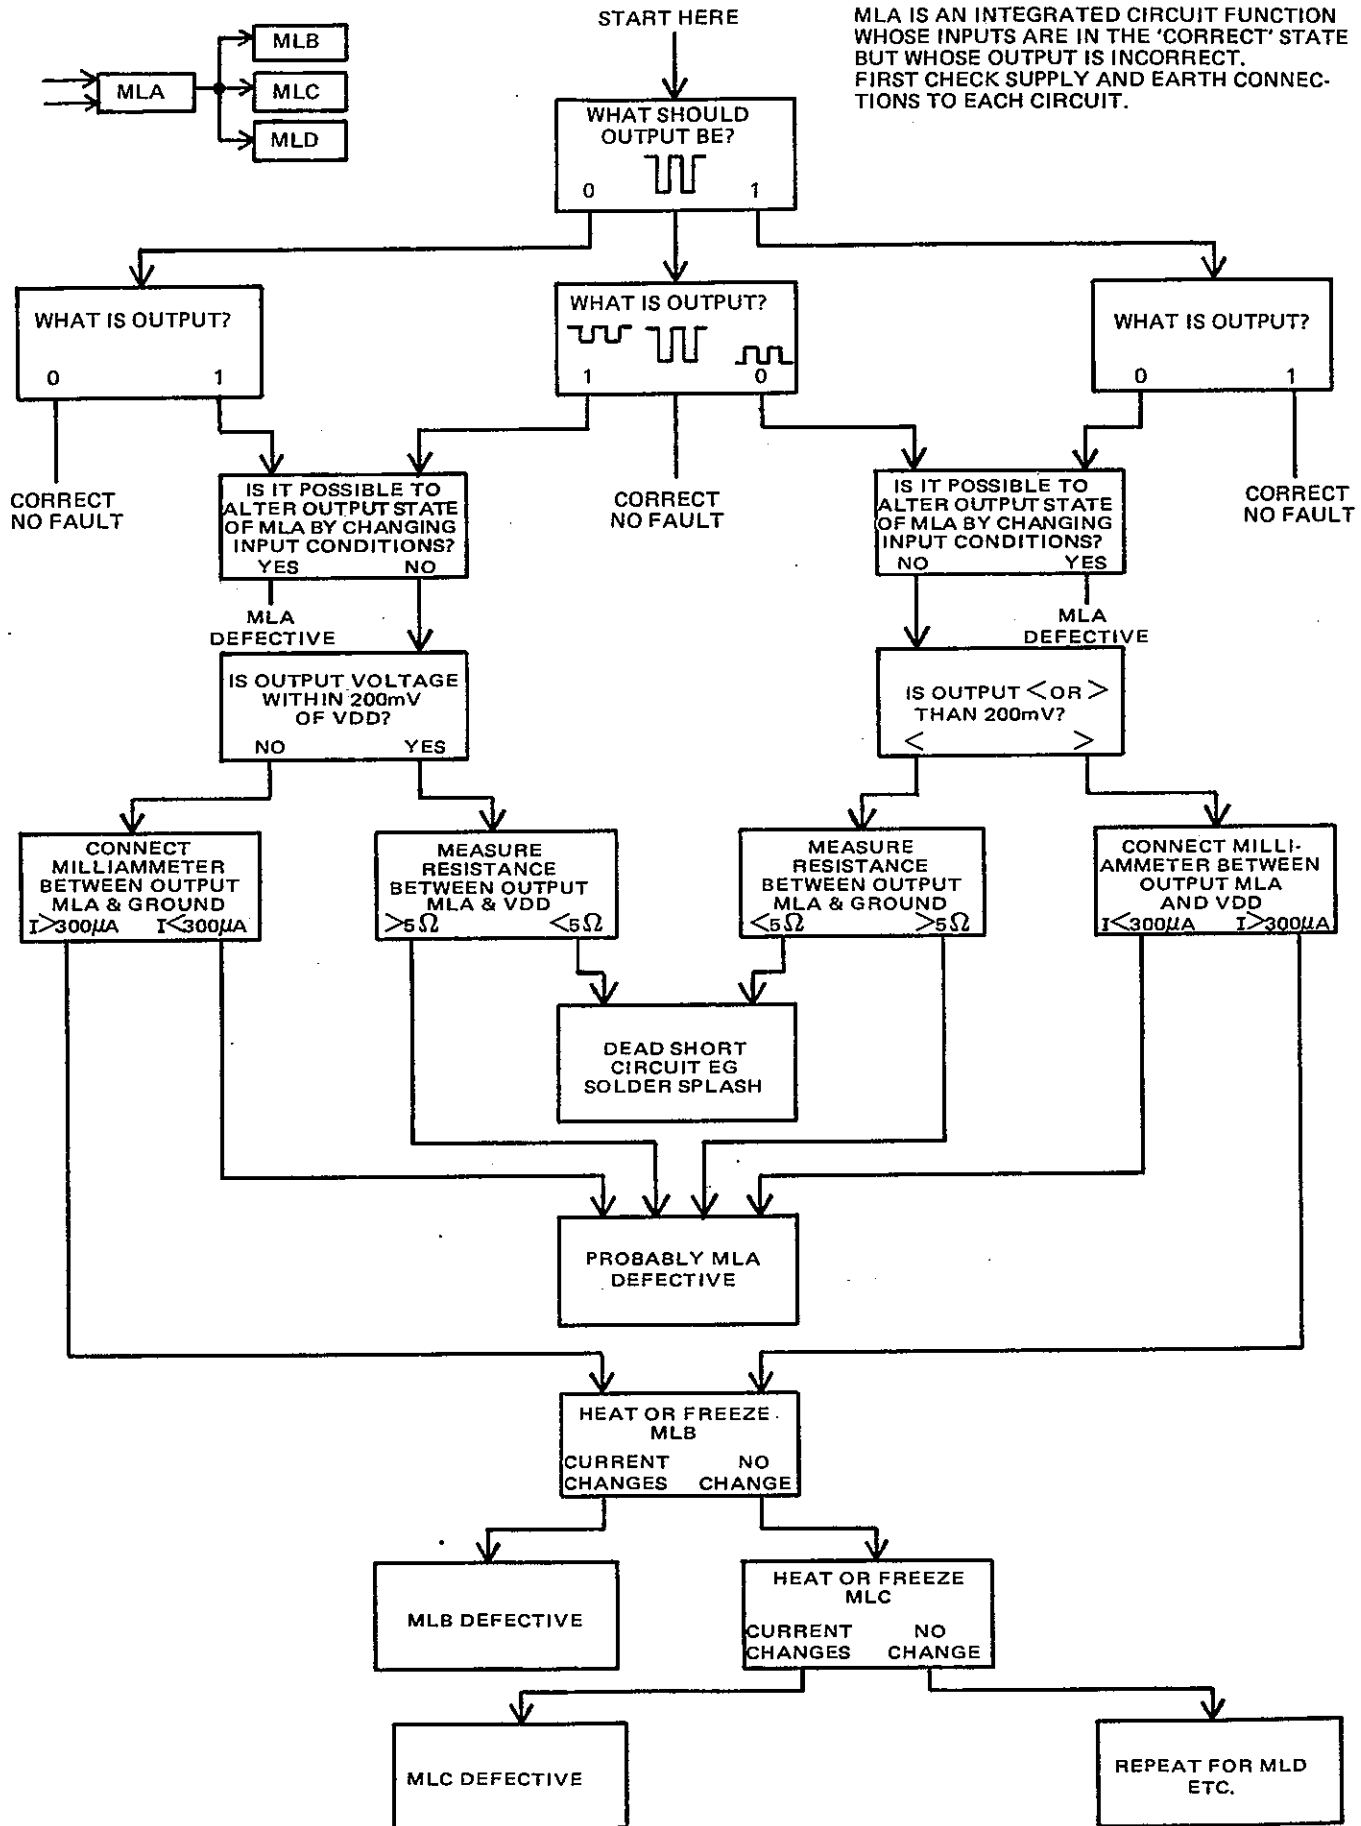 START HERE
MLA IS AN INTEGRATED CIRCUIT FUNCTION
WHOSE INPUTS ARE IN THE 'CORRECT' STATE
BUT WHOSE OUTPUT IS INCORRECT.
FIRST CHECK SUPPLY AND EARTH CONNEC-
TIONS TO EACH CIRCUIT.
MLA
MLB
MLC
MLD
WHAT SHOULD
OUTPUT BE?
0 1
WHAT IS OUTPUT?
0 1
WHAT IS OUTPUT?
1 0
WHAT IS OUTPUT?
0 1
CORRECT
NO FAULT
IS IT POSSIBLE TO
ALTER OUTPUT STATE
OF MLA BY CHANGING
INPUT CONDITIONS?
YES NO
CORRECT
NO FAULT
IS IT POSSIBLE TO
ALTER OUTPUT STATE
OF MLA BY CHANGING
INPUT CONDITIONS?
NO YES
CORRECT
NO FAULT
MLA
DEFECTIVE
MLA
DEFECTIVE
IS OUTPUT VOLTAGE
WITHIN 200mV
OF VDD?
NO YES
IS OUTPUT < OR >
THAN 200mV?
< >
CONNECT
MILLIAMMETER
BETWEEN OUTPUT
MLA & GROUND
I>300µA I<300µA
MEASURE
RESISTANCE
BETWEEN OUTPUT
MLA & VDD
>5Ω <5Ω
MEASURE
RESISTANCE
BETWEEN OUTPUT
MLA & GROUND
<5Ω >5Ω
CONNECT MILLI-
AMMETER BETWEEN
OUTPUT MLA
AND VDD
I<300µA I>300µA
DEAD SHORT
CIRCUIT EG
SOLDER SPLASH
PROBABLY MLA
DEFECTIVE
HEAT OR FREEZE
MLB
CURRENT NO
CHANGES CHANGE
MLB DEFECTIVE
HEAT OR FREEZE
MLC
CURRENT NO
CHANGES CHANGE
MLC DEFECTIVE
REPEAT FOR MLD
ETC.